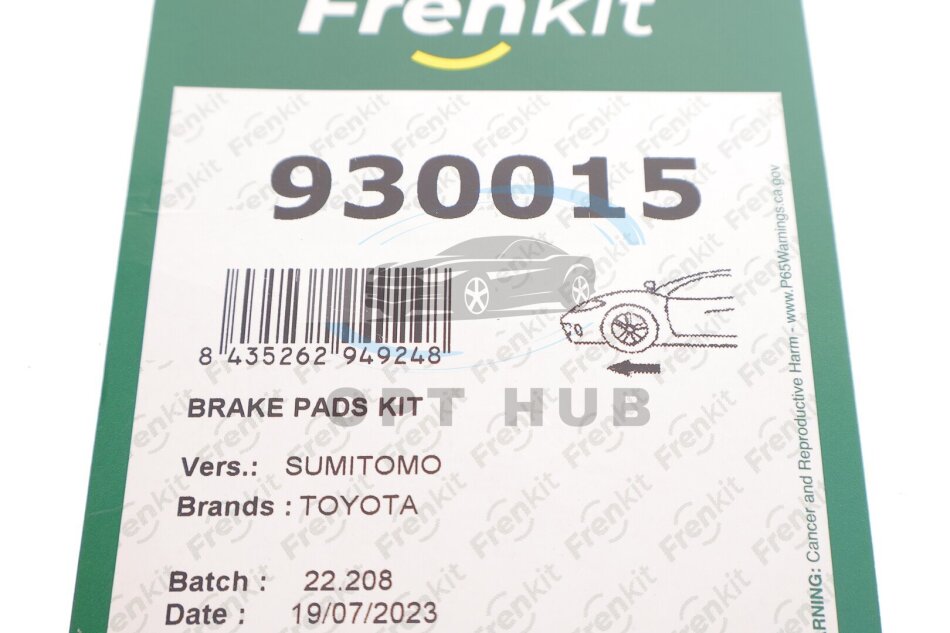 Frenkit
930015
8 435262 949248
OPT HUB
BRAKE PADS KIT
Vers.: SUMITOMO
Brands : TOYOTA
Batch : 22.208
Date : 19/07/2023
RNING: Cancer and Reproductive Harm - www.P65Warnings.ca.gov